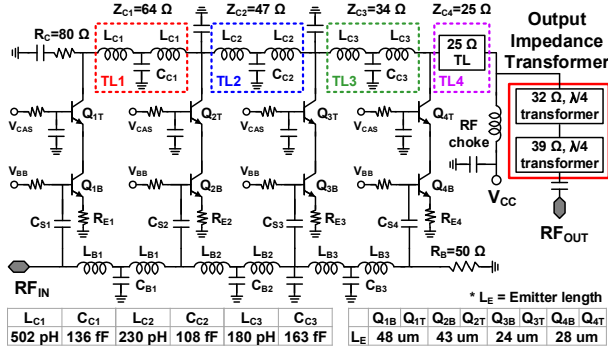 Z_C1=64 Ω Z_C2=47 Ω Z_C3=34 Ω Z_C4=25 Ω
Output
Impedance
Transformer
R_C=80 Ω
L_C1 L_C1 L_C2 L_C2 L_C3 L_C3
25 Ω
TL
C_C1 C_C2 C_C3
TL1 TL2 TL3 TL4
32 Ω, λ/4
transformer
39 Ω, λ/4
transformer
RF
choke
V_CC
RF_OUT
V_CAS Q_1T V_CAS Q_2T V_CAS Q_3T V_CAS Q_4T
V_BB Q_1B V_BB Q_2B V_BB Q_3B V_BB Q_4B
C_S1 R_E1 C_S2 R_E2 C_S3 R_E3 C_S4 R_E4
L_B1 L_B1 L_B2 L_B2 L_B3 L_B3 R_B=50 Ω
RF_IN C_B1 C_B2 C_B3
* L_E = Emitter length
L_C1 C_C1 L_C2 C_C2 L_C3 C_C3
502 pH 136 fF 230 pH 108 fF 180 pH 163 fF
Q_1B Q_1T Q_2B Q_2T Q_3B Q_3T Q_4B Q_4T
L_E 48 um 43 um 24 um 28 um